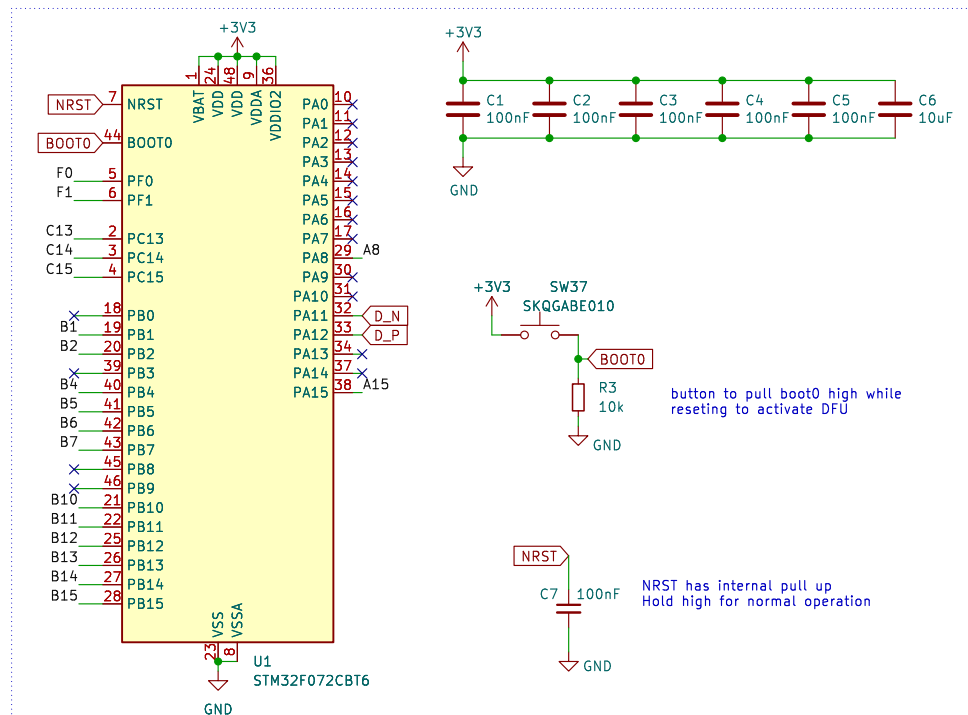 +3V3
1
24
48
9
36
VBAT
VDD
VDD
VDDA
VDDIO2
NRST
7
NRST
BOOT0
44
BOOT0
F0
5
PF0
F1
6
PF1
C13
2
PC13
C14
3
PC14
C15
4
PC15
18
PB0
B1
19
PB1
B2
20
PB2
39
PB3
B4
40
PB4
B5
41
PB5
B6
42
PB6
B7
43
PB7
45
PB8
46
PB9
B10
21
PB10
B11
22
PB11
B12
25
PB12
B13
26
PB13
B14
27
PB14
B15
28
PB15
PA0
10
PA1
11
PA2
12
PA3
13
PA4
14
PA5
15
PA6
16
PA7
17
PA8
29
A8
PA9
30
PA10
31
PA11
32
D_N
PA12
33
D_P
PA13
34
PA14
37
PA15
38
A15
VSS
VSSA
23
8
U1
STM32F072CBT6
GND
+3V3
C1
100nF
C2
100nF
C3
100nF
C4
100nF
C5
100nF
C6
10uF
GND
+3V3
SW37
SKQGABE010
BOOT0
R3
10k
GND
button to pull boot0 high while
reseting to activate DFU
NRST
C7
100nF
GND
NRST has internal pull up
Hold high for normal operation